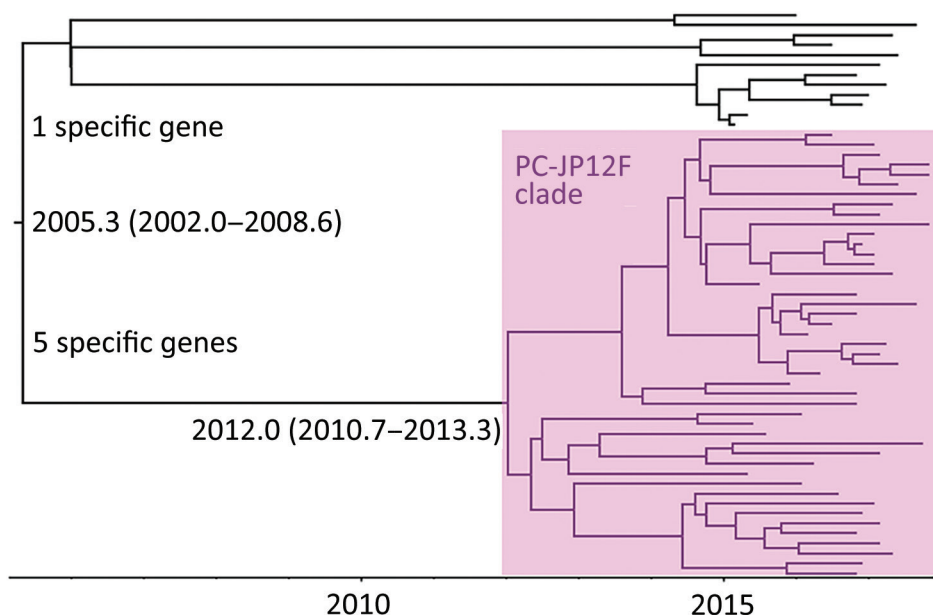 1 specific gene
PC-JP12F
clade
2005.3 (2002.0–2008.6)
5 specific genes
2012.0 (2010.7–2013.3)
2010
2015